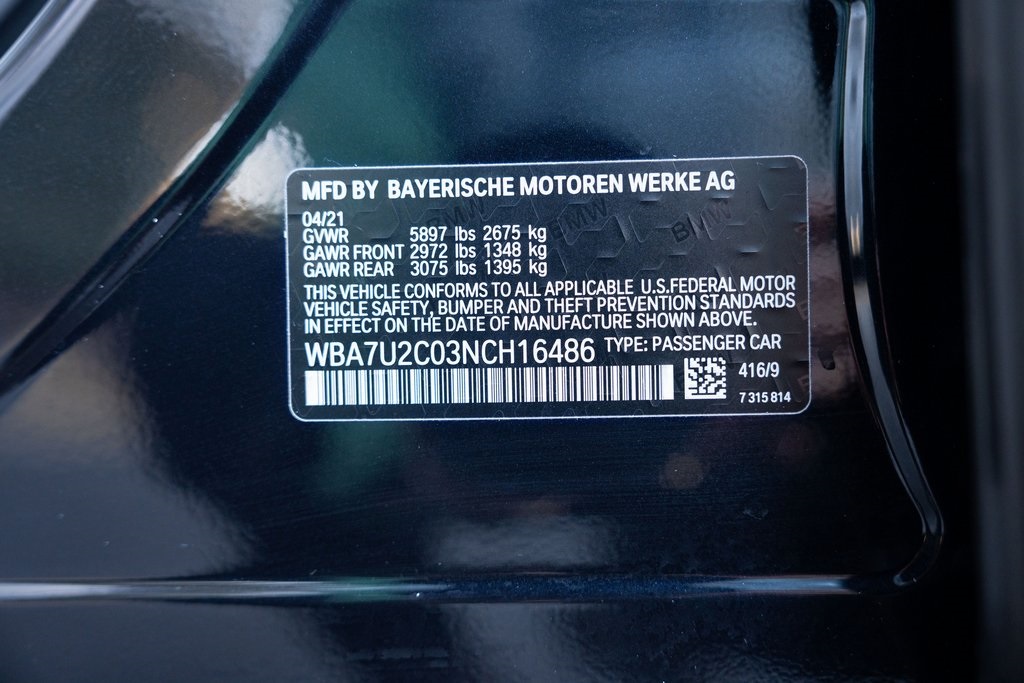 MFD BY BAYERISCHE MOTOREN WERKE AG
04/21
GVWR 5897 lbs 2675 kg
GAWR FRONT 2972 lbs 1348 kg
GAWR REAR 3075 lbs 1395 kg
THIS VEHICLE CONFORMS TO ALL APPLICABLE U.S.FEDERAL MOTOR
VEHICLE SAFETY, BUMPER AND THEFT PREVENTION STANDARDS
IN EFFECT ON THE DATE OF MANUFACTURE SHOWN ABOVE.
WBA7U2C03NCH16486 TYPE: PASSENGER CAR
416/9
7 315 814
BMW BMW BMW